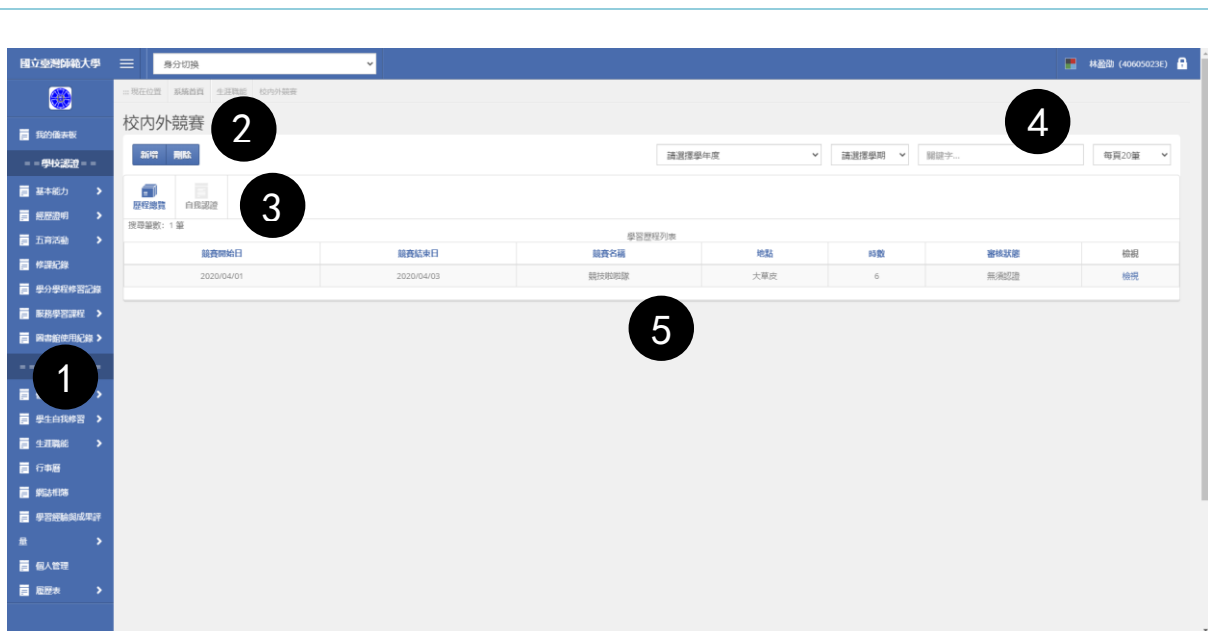 國立臺灣師範大學
身分切換
林盈助 (40605023E)
現在位置 系統首頁 生涯職能 校內外競賽
我的儀表板
校內外競賽
2
4
新增 刪除
請選擇學年度 請選擇學期 關鍵字... 每頁20筆
= =學校認證= =
基本能力
歷程總覽 自我認證
3
經歷證明
搜尋筆數: 1 筆
五育活動
學習歷程列表
競賽開始日 競賽結束日 競賽名稱 地點 時數 審核狀態 檢視
2020/04/01 2020/04/03 競技啦啦隊 大草皮 6 無須認證 檢視
修課紀錄
學分學程修習記錄
服務學習課程
圖書館使用紀錄
5
1
學生自我修習
生涯職能
行事曆
網誌相簿
學習經驗與成果評
量
個人管理
履歷表